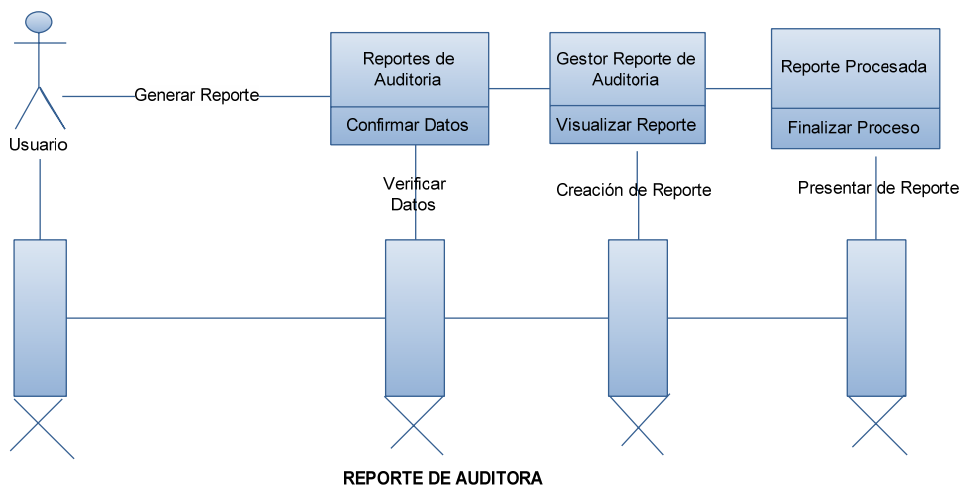 Usuario
Generar Reporte
Reportes de
Auditoria
Confirmar Datos
Gestor Reporte de
Auditoria
Visualizar Reporte
Reporte Procesada
Finalizar Proceso
Verificar
Datos
Creación de Reporte
Presentar de Reporte
REPORTE DE AUDITORA